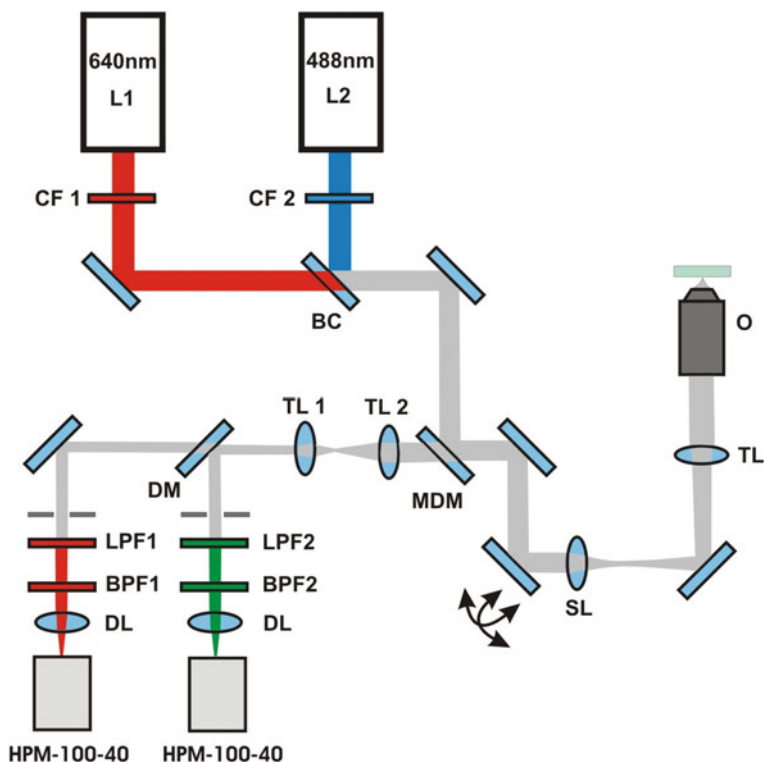 640nm
L1
488nm
L2
CF 1
CF 2
BC
O
TL 1
TL 2
TL
DM
MDM
LPF1
LPF2
BPF1
BPF2
SL
DL
DL
HPM-100-40
HPM-100-40